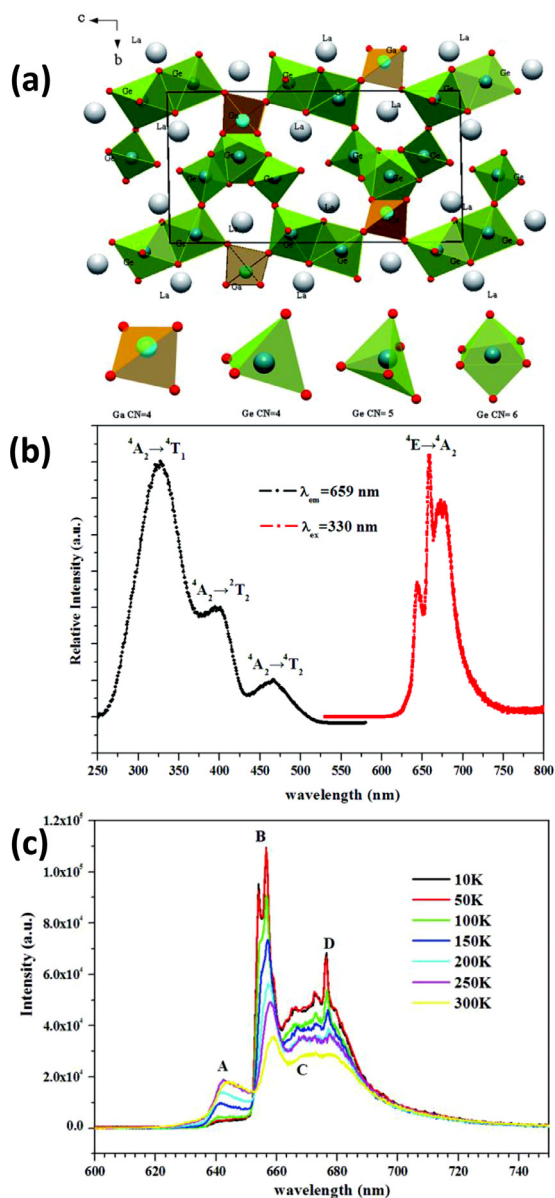 (a)
c
b
La La Ga La
Ge Ge Ge Ge Ge
La La
Ge Ge Ge Ga
La La La
Ge Ge Ge Ge Ge
La Ga La La
Ga CN=4 Ge CN=4 Ge CN= 5 Ge CN= 6
(b)
⁴A₂→⁴T₁
⁴E→⁴A₂
λem=659 nm
λex=330 nm
⁴A₂→²T₂
⁴A₂→⁴T₂
Relative Intensity (a.u.)
250 300 350 400 450 500 550 600 650 700 750 800
wavelength (nm)
(c)
1.2x10⁵
1.0x10⁵
8.0x10⁴
6.0x10⁴
4.0x10⁴
2.0x10⁴
0.0
Intensity (a.u.)
A
B
C
D
10K
50K
100K
150K
200K
250K
300K
600 620 640 660 680 700 720 740
wavelength (nm)